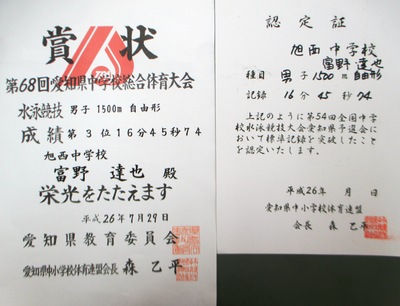 賞状
第68回愛知県中学校総合体育大会
水泳競技 男子 1500m 自由形
成績 第3位16分45秒74
旭西中学校
富野 達也 殿
栄光をたたえます
平成26年7月29日
愛知県教育委員会
愛知県中小学校体育連盟会長 森 乙平
認定証
旭西中学校
富野 達也
種目 男子 1500m 自由形
記録 16分45秒74
上記のように第54回全国中学
校水泳競技大会愛知県予選会に
おいて標準記録を突破したこと
を認定いたします。
平成26年 月 日
愛知県中小学校体育連盟
会長 森 乙平